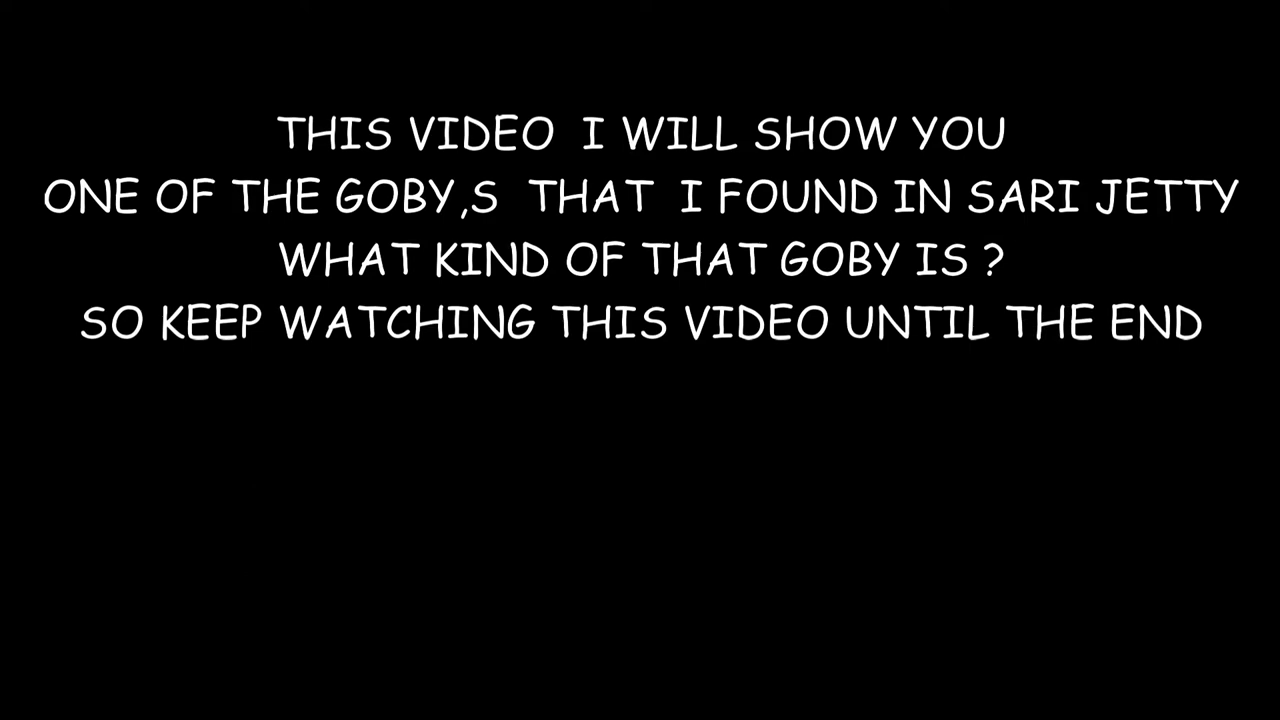 THIS VIDEO I WILL SHOW YOU
ONE OF THE GOBY,S THAT I FOUND IN SARI JETTY
WHAT KIND OF THAT GOBY IS ?
SO KEEP WATCHING THIS VIDEO UNTIL THE END